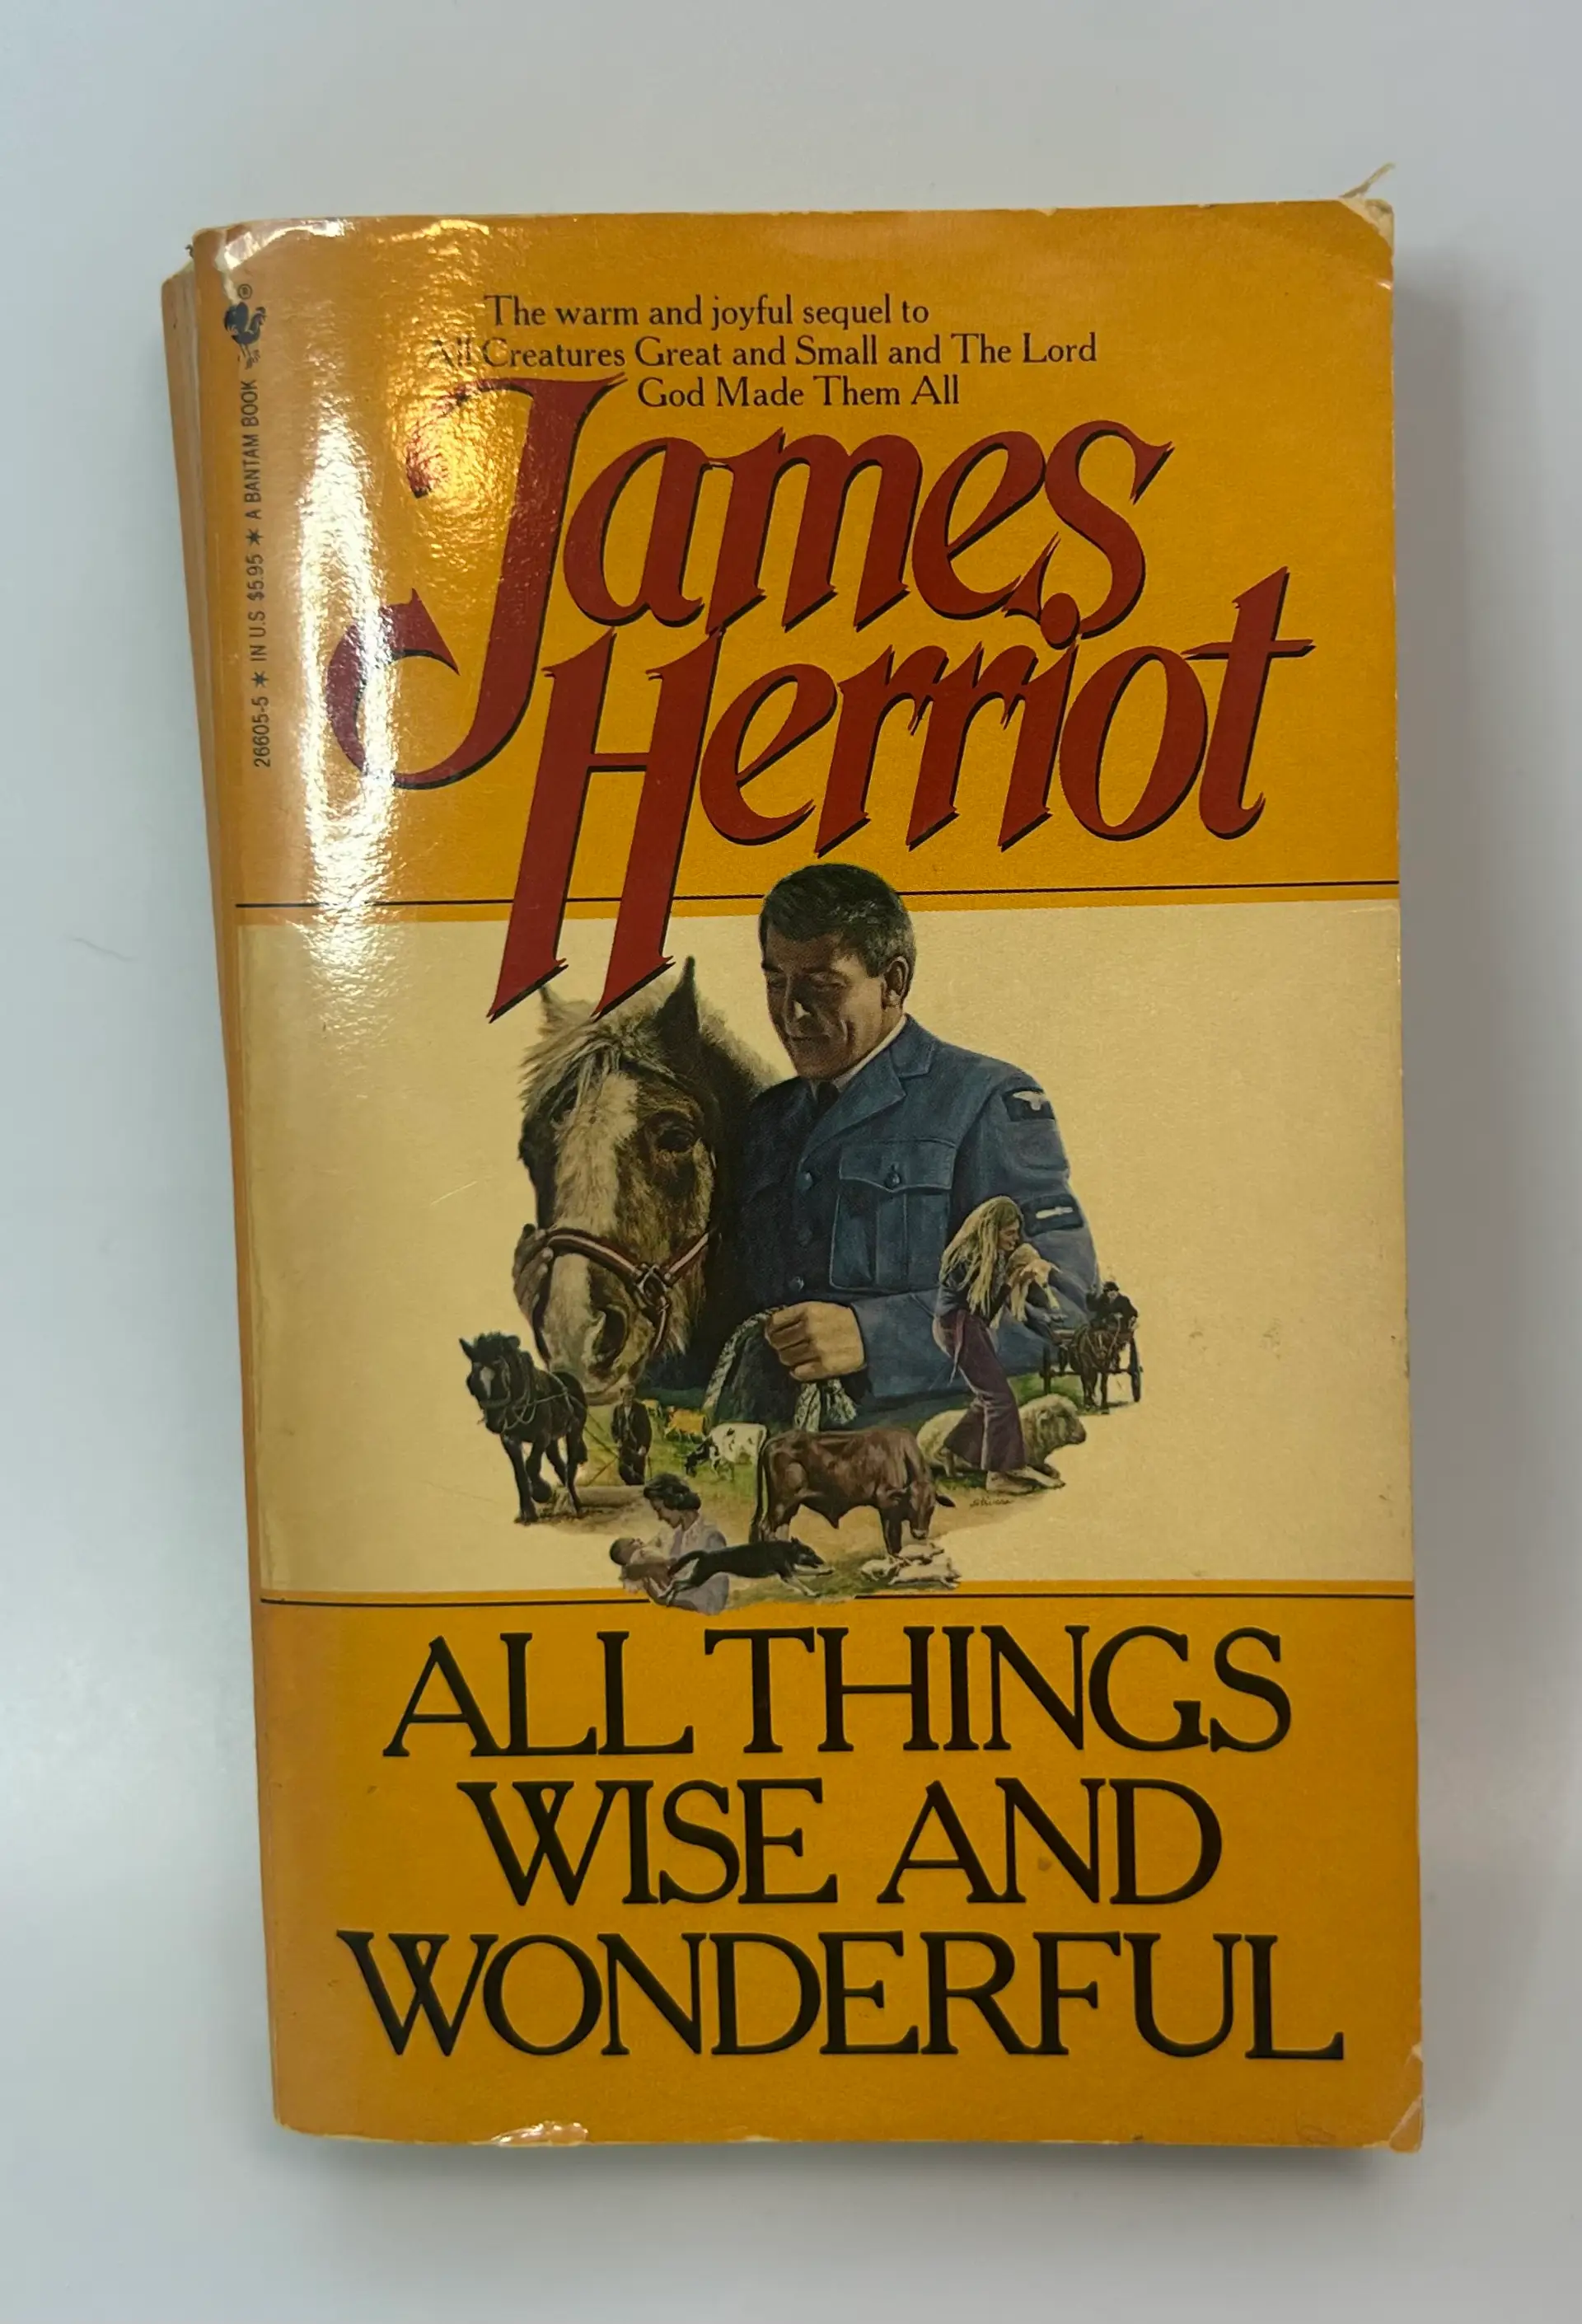 The warm and joyful sequel to
All Creatures Great and Small and The Lord
God Made Them All
James
Herriot
26605-5 * IN U.S. $5.95 * A BANTAM BOOK ®
ALL THINGS
WISE AND
WONDERFUL